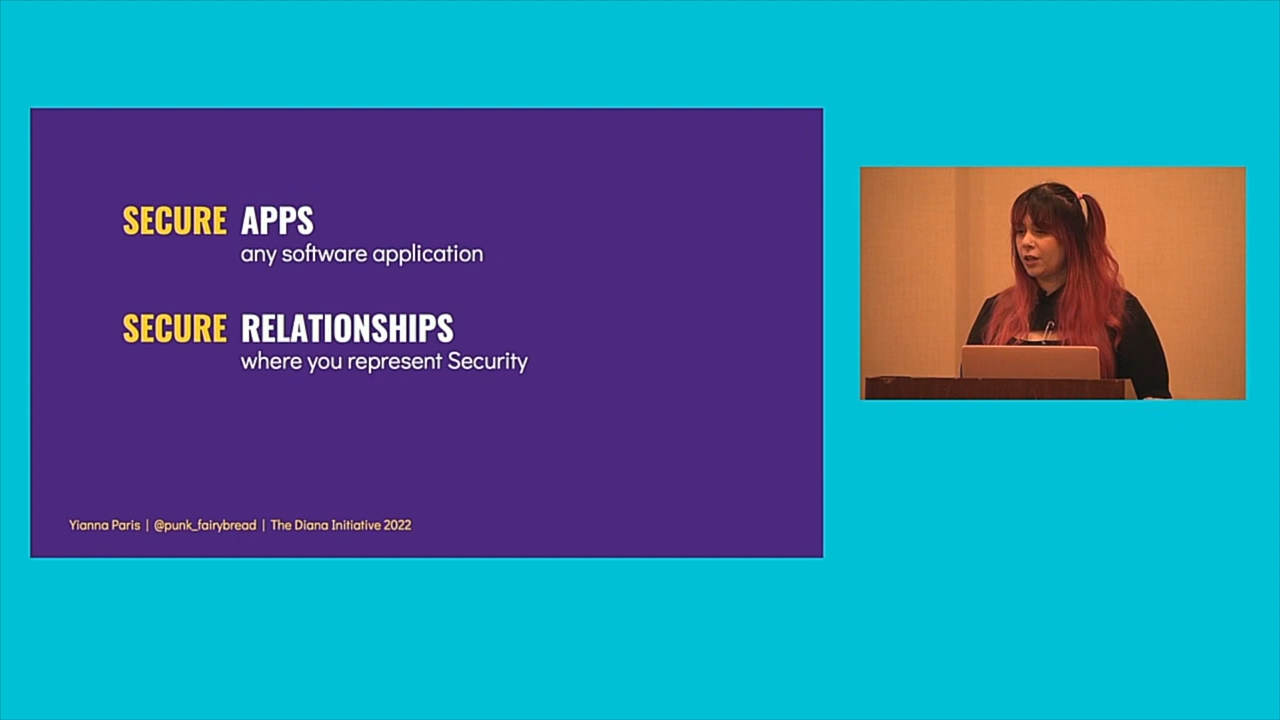 SECURE APPS
any software application
SECURE RELATIONSHIPS
where you represent Security
Yianna Paris | @punk_fairybread | The Diana Initiative 2022